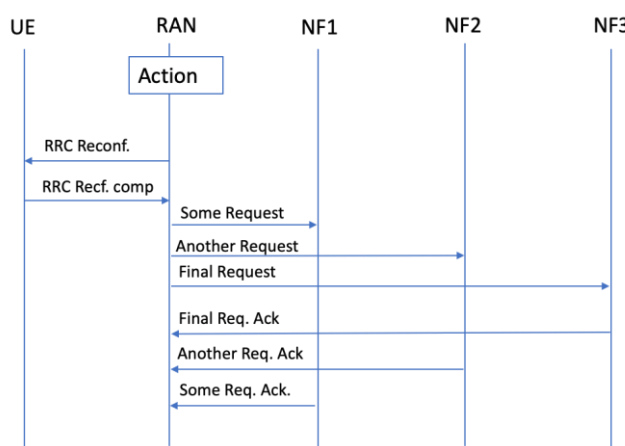 UE RAN NF1 NF2 NF3
Action
RRC Reconf.
RRC Recf. comp
Some Request
Another Request
Final Request
Final Req. Ack
Another Req. Ack
Some Req. Ack.